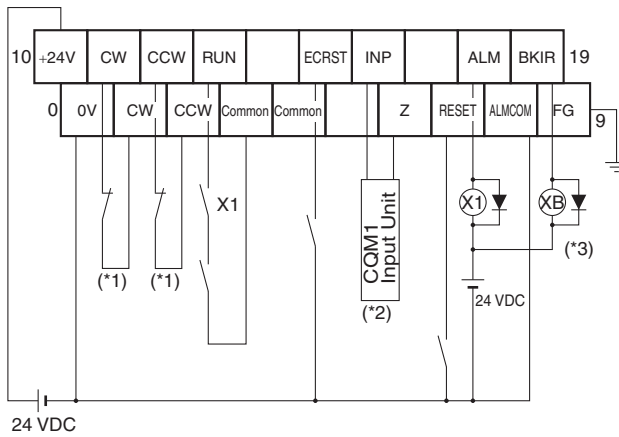 10 +24V CW CCW RUN ECRST INP ALM BKIR 19
0 0V CW CCW Common Common Z RESET ALMCOM FG 9
X1
X1
XB
(*1)
(*1)
CQM1
Input Unit
(*2)
(*3)
24 VDC
24 VDC